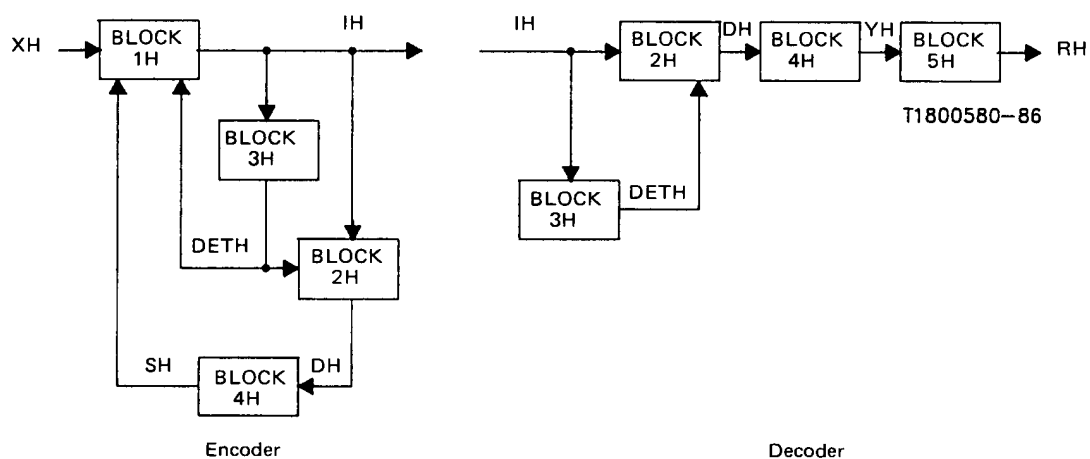 XH
BLOCK
1H
IH
BLOCK
3H
DETH
BLOCK
2H
SH
BLOCK
4H
DH
Encoder
IH
BLOCK
2H
DH
BLOCK
4H
YH
BLOCK
5H
RH
T1800580-86
BLOCK
3H
DETH
Decoder